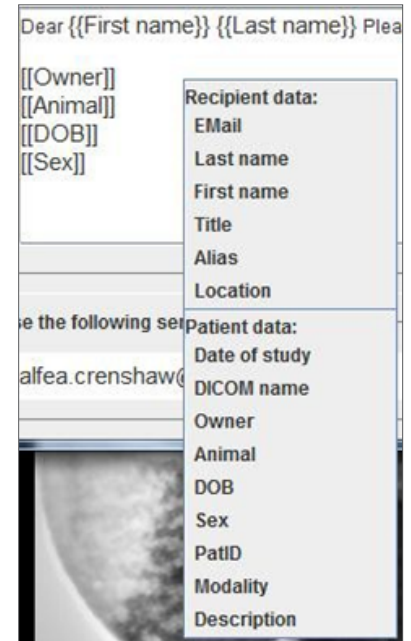 Dear {{First name}} {{Last name}} Plea
[[Owner]]
[[Animal]]
[[DOB]]
[[Sex]]
Recipient data:
EMail
Last name
First name
Title
Alias
Location
Patient data:
Date of study
DICOM name
Owner
Animal
DOB
Sex
PatID
Modality
Description
se the following ser
alfea.crenshaw@